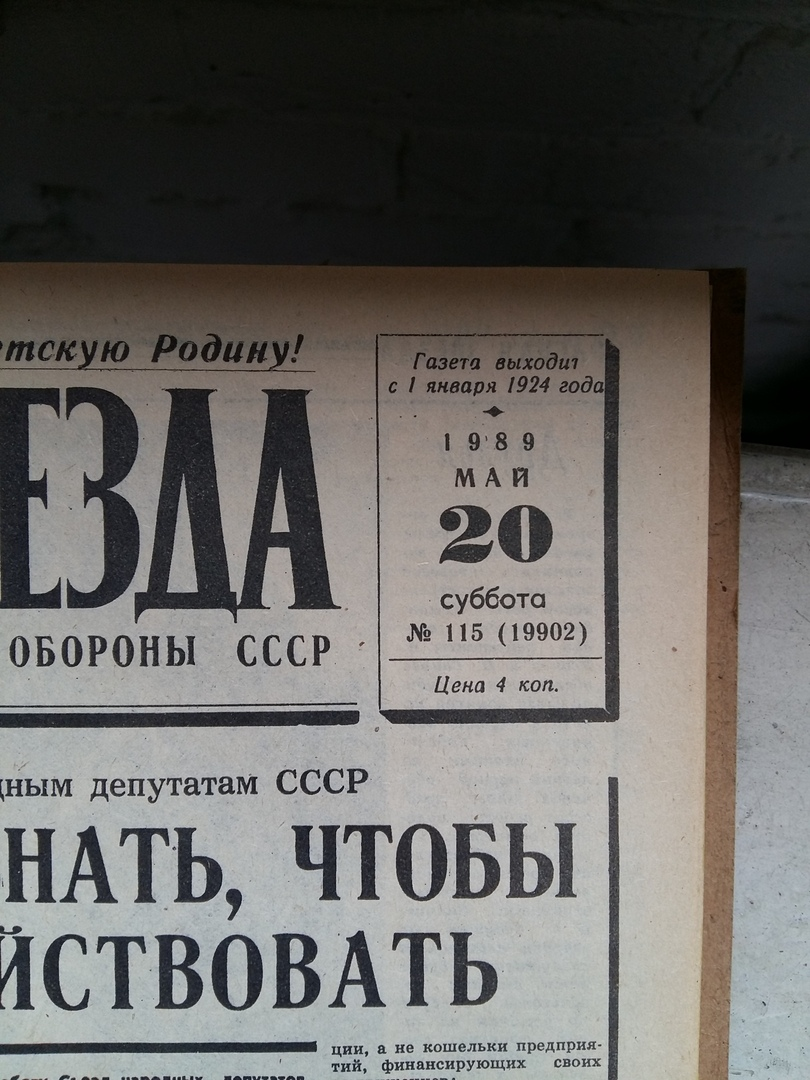 етскую Родину!
ЕЗДА
ОБОРОНЫ СССР
Газета выходит
с 1 января 1924 года
1989
МАЙ
20
суббота
№ 115 (19902)
Цена 4 коп.
дным депутатам СССР
НАТЬ, ЧТОБЫ
ЙСТВОВАТЬ
ции, а не кошельки предприя-
тий, финансирующих своих